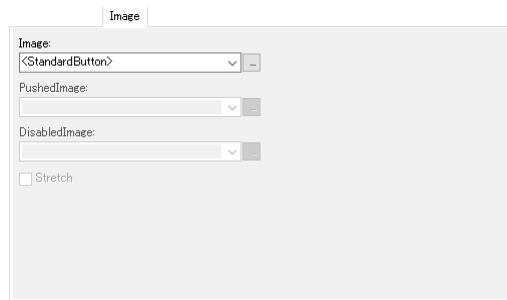 Image
Image:
<StandardButton>
...
PushedImage:
...
DisabledImage:
...
Stretch